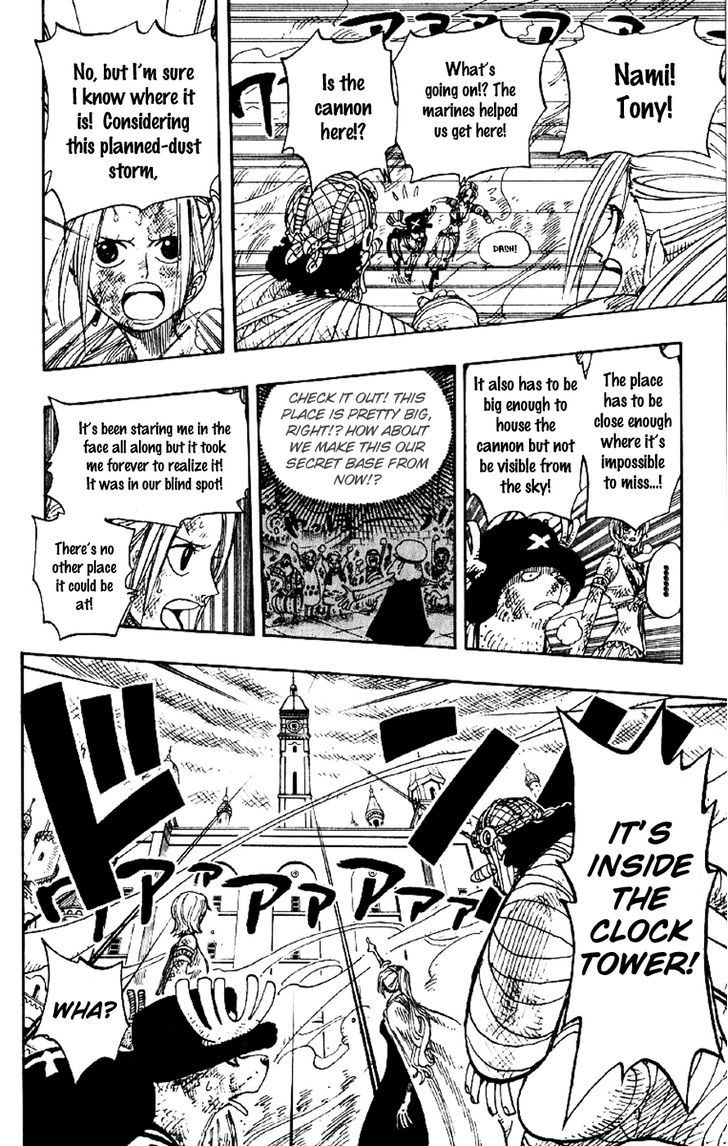 Nami!
Tony!
What's
going on!? The
marines helped
us get here!
Is the
cannon
here!?
DASH!
No, but I'm sure
I know where it
is! Considering
this planned-dust
storm,
The place
has to be
close enough
where it's
impossible
to miss...!
It also has to be
big enough to
house the
cannon but not
be visible from
the sky!
CHECK IT OUT! THIS
PLACE IS PRETTY BIG,
RIGHT!? HOW ABOUT
WE MAKE THIS OUR
SECRET BASE FROM
NOW!?
It's been staring me in the
face all along but it took
me forever to realize it!
It was in our blind spot!
There's no
other place
it could be
at!
IT'S
INSIDE
THE
CLOCK
TOWER!
ドン
WHA?